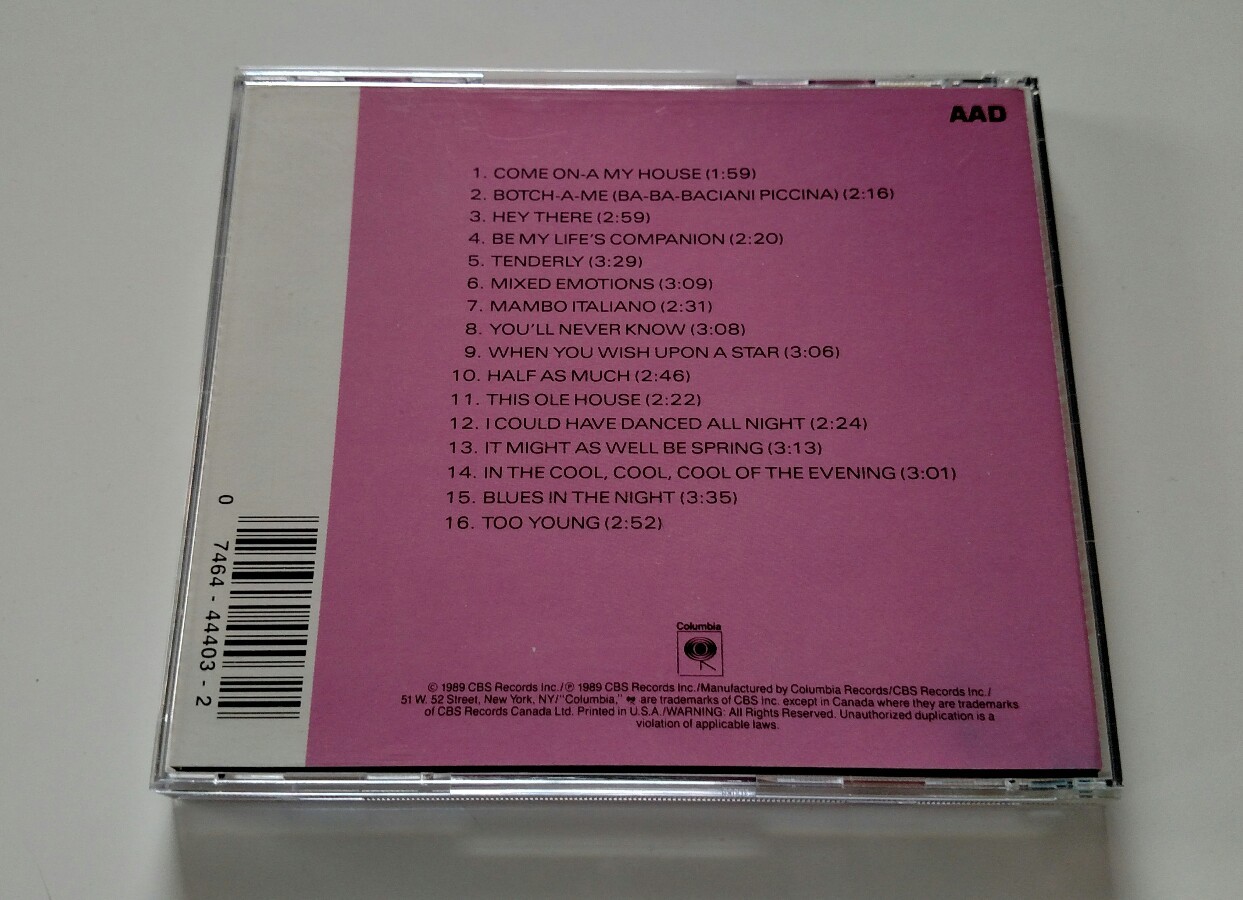 AAD
1. COME ON-A MY HOUSE (1:59)
2. BOTCH-A-ME (BA-BA-BACIANI PICCINA) (2:16)
3. HEY THERE (2:59)
4. BE MY LIFE'S COMPANION (2:20)
5. TENDERLY (3:29)
6. MIXED EMOTIONS (3:09)
7. MAMBO ITALIANO (2:31)
8. YOU'LL NEVER KNOW (3:08)
9. WHEN YOU WISH UPON A STAR (3:06)
10. HALF AS MUCH (2:46)
11. THIS OLE HOUSE (2:22)
12. I COULD HAVE DANCED ALL NIGHT (2:24)
13. IT MIGHT AS WELL BE SPRING (3:13)
14. IN THE COOL, COOL, COOL OF THE EVENING (3:01)
15. BLUES IN THE NIGHT (3:35)
16. TOO YOUNG (2:52)
0 7464-44403-2
Columbia
© 1989 CBS Records Inc./℗ 1989 CBS Records Inc./Manufactured by Columbia Records/CBS Records Inc./
51 W. 52 Street, New York, NY/"Columbia," are trademarks of CBS Inc. except in Canada where they are trademarks
of CBS Records Canada Ltd. Printed in U.S.A./WARNING: All Rights Reserved. Unauthorized duplication is a
violation of applicable laws.